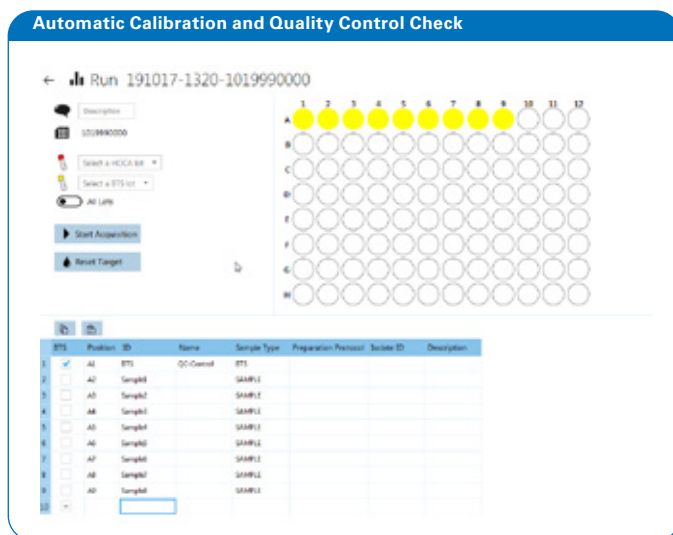 Automatic Calibration and Quality Control Check
← Run 191017-1320-1019990000
Description
1019990000
Select a HCCA lot
Select a BTS lot
All Lots
Start Acquisition
Reset Target
1 2 3 4 5 6 7 8 9 10 11 12
A
B
C
D
E
F
G
H
BTS Position ID Name Sample Type Preparation Protocol Isolate ID Description
1 A1 BTS QC-Control BTS
2 A2 Sample1 SAMPLE
3 A3 Sample2 SAMPLE
4 A4 Sample3 SAMPLE
5 A5 Sample4 SAMPLE
6 A6 Sample5 SAMPLE
7 A7 Sample6 SAMPLE
8 A8 Sample7 SAMPLE
9 A9 Sample8 SAMPLE
10